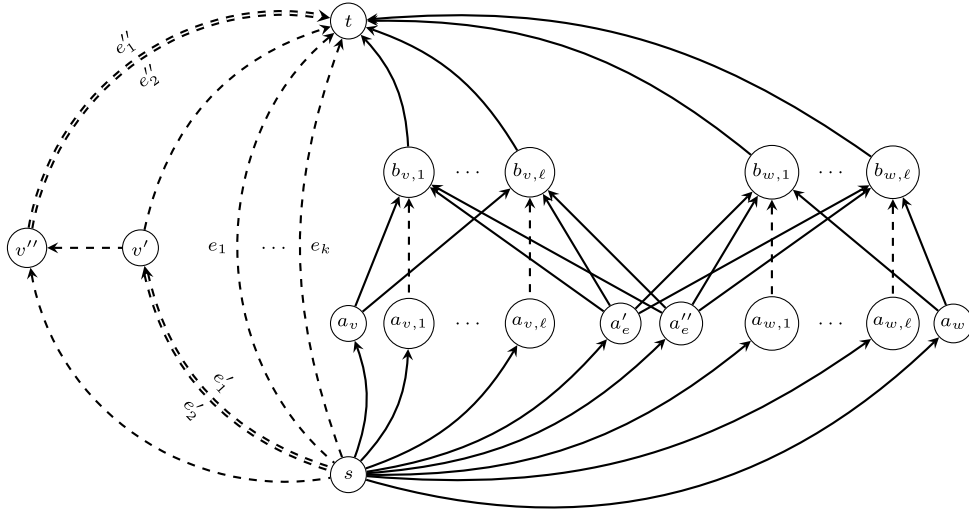 t
e''_1
e''_2
b_{v,1} ⋯ b_{v,ℓ} b_{w,1} ⋯ b_{w,ℓ}
v'' v' e_1 ⋯ e_k
a_v a_{v,1} ⋯ a_{v,ℓ} a'_e a''_e a_{w,1} ⋯ a_{w,ℓ} a_w
e'_1
e'_2
s